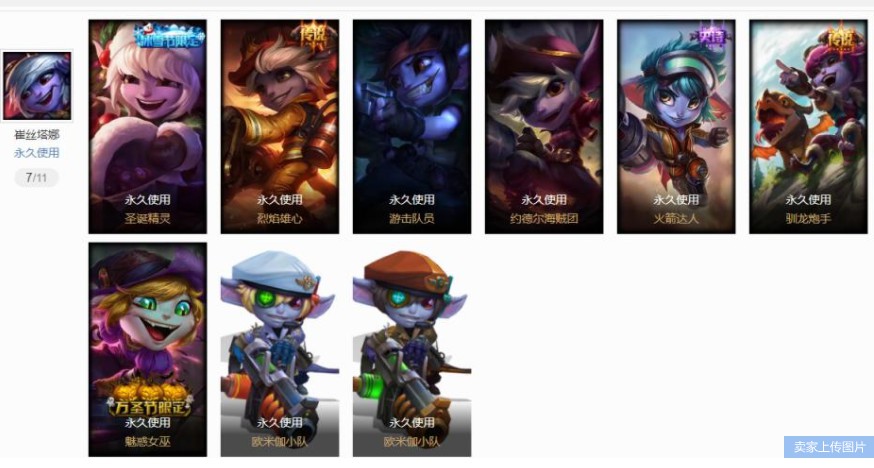 崔丝塔娜
永久使用
7/11
冰雪节限定
永久使用
圣诞精灵
传说
永久使用
烈焰雄心
永久使用
游击队员
永久使用
约德尔海贼团
史诗
永久使用
火箭达人
传说
永久使用
驯龙炮手
万圣节限定
永久使用
魅惑女巫
永久使用
欧米伽小队
永久使用
欧米伽小队
卖家上传图片